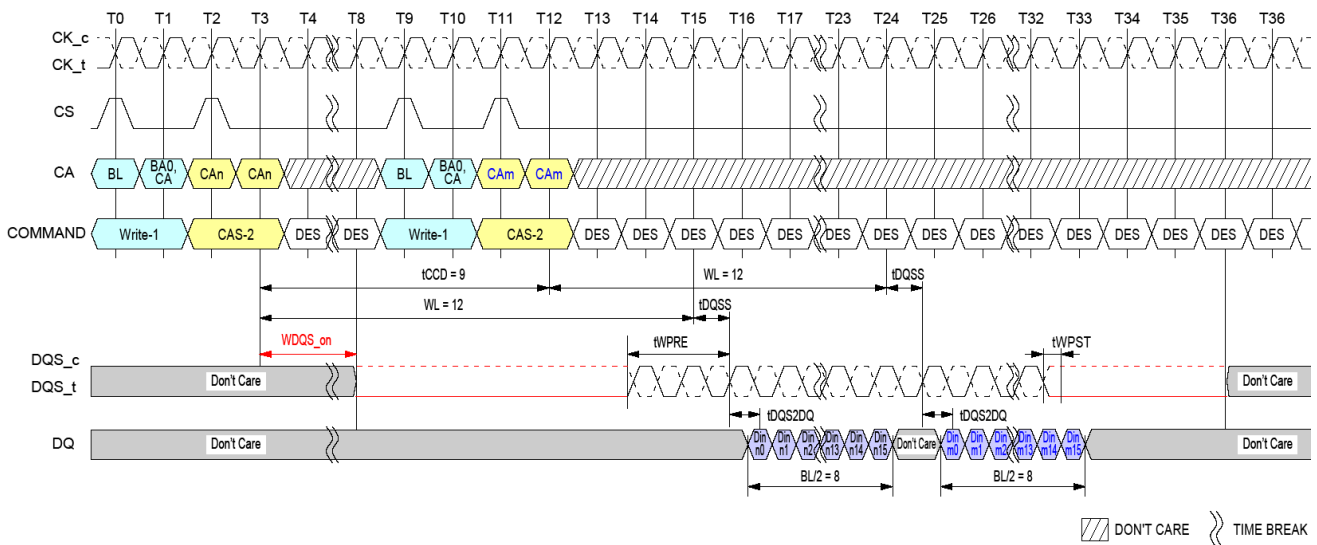 T0 T1 T2 T3 T4 T8 T9 T10 T11 T12 T13 T14 T15 T16 T17 T23 T24 T25 T26 T32 T33 T34 T35 T36 T36
CK_c
CK_t
CS
CA BL BA0, CA CAn CAn BL BA0, CA CAm CAm
COMMAND Write-1 CAS-2 DES DES Write-1 CAS-2 DES DES DES DES DES DES DES DES DES DES DES DES DES DES DES
tCCD = 9 WL = 12 tDQSS
WL = 12 tDQSS
WDQS_on tWPRE tWPST
DQS_c
DQS_t Don't Care Don't Care
tDQS2DQ tDQS2DQ
DQ Don't Care Din n0 Din n1 Din n2 Din n13 Din n14 Din n15 Don't Care Din m0 Din m1 Din m2 Din m13 Din m14 Din m15 Don't Care
BL/2 = 8 BL/2 = 8
DON'T CARE TIME BREAK